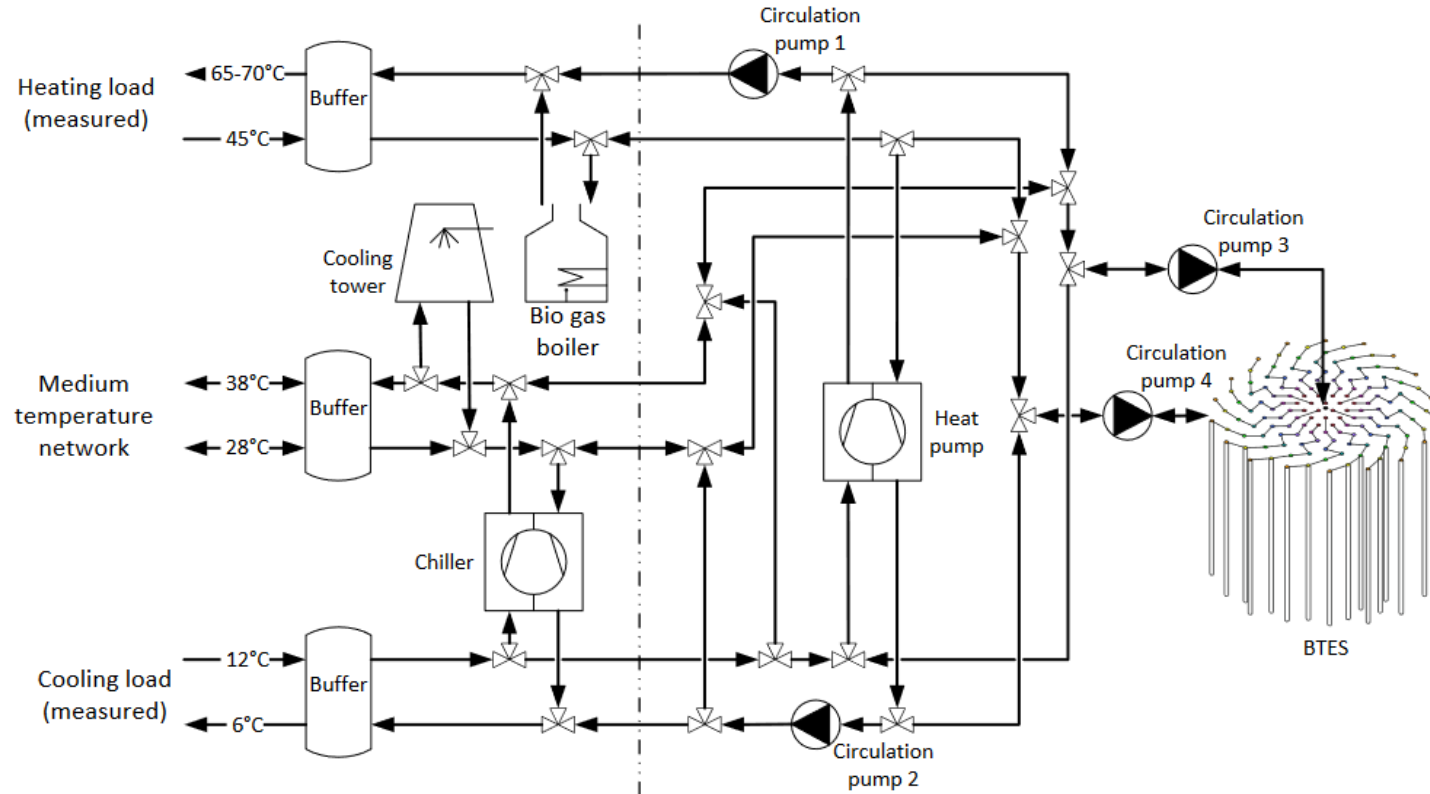 Circulation
pump 1
65-70°C
Heating load
(measured)
Buffer
45°C
Circulation
pump 3
Cooling
tower
Bio gas
boiler
Circulation
pump 4
Medium
temperature
network
38°C
Buffer
28°C
Heat
pump
Chiller
BTES
12°C
Cooling load
(measured)
Buffer
6°C
Circulation
pump 2